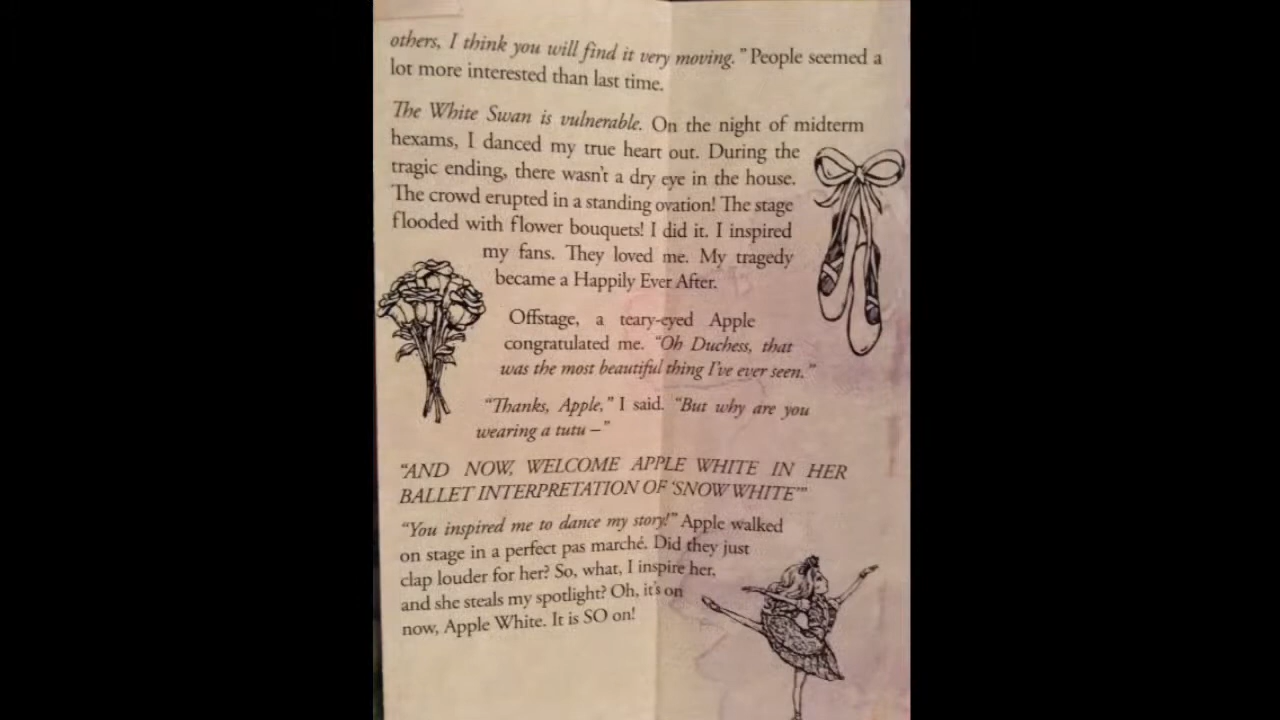 others, I think you will find it very moving." People seemed a
lot more interested than last time.
The White Swan is vulnerable. On the night of midterm
hexams, I danced my true heart out. During the
tragic ending, there wasn't a dry eye in the house.
The crowd erupted in a standing ovation! The stage
flooded with flower bouquets! I did it. I inspired
my fans. They loved me. My tragedy
became a Happily Ever After.
Offstage, a teary-eyed Apple
congratulated me. "Oh Duchess, that
was the most beautiful thing I've ever seen."
"Thanks, Apple," I said. "But why are you
wearing a tutu –"
"AND NOW, WELCOME APPLE WHITE IN HER
BALLET INTERPRETATION OF 'SNOW WHITE'"
"You inspired me to dance my story!" Apple walked
on stage in a perfect pas marché. Did they just
clap louder for her? So, what, I inspire her,
and she steals my spotlight? Oh, it's on
now, Apple White. It is SO on!